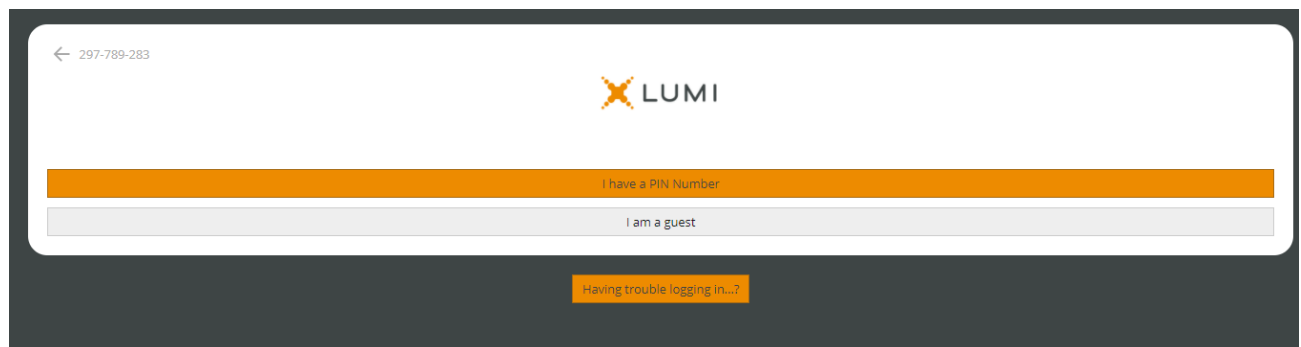 297-789-283
LUMI
I have a PIN Number
I am a guest
Having trouble logging in...?